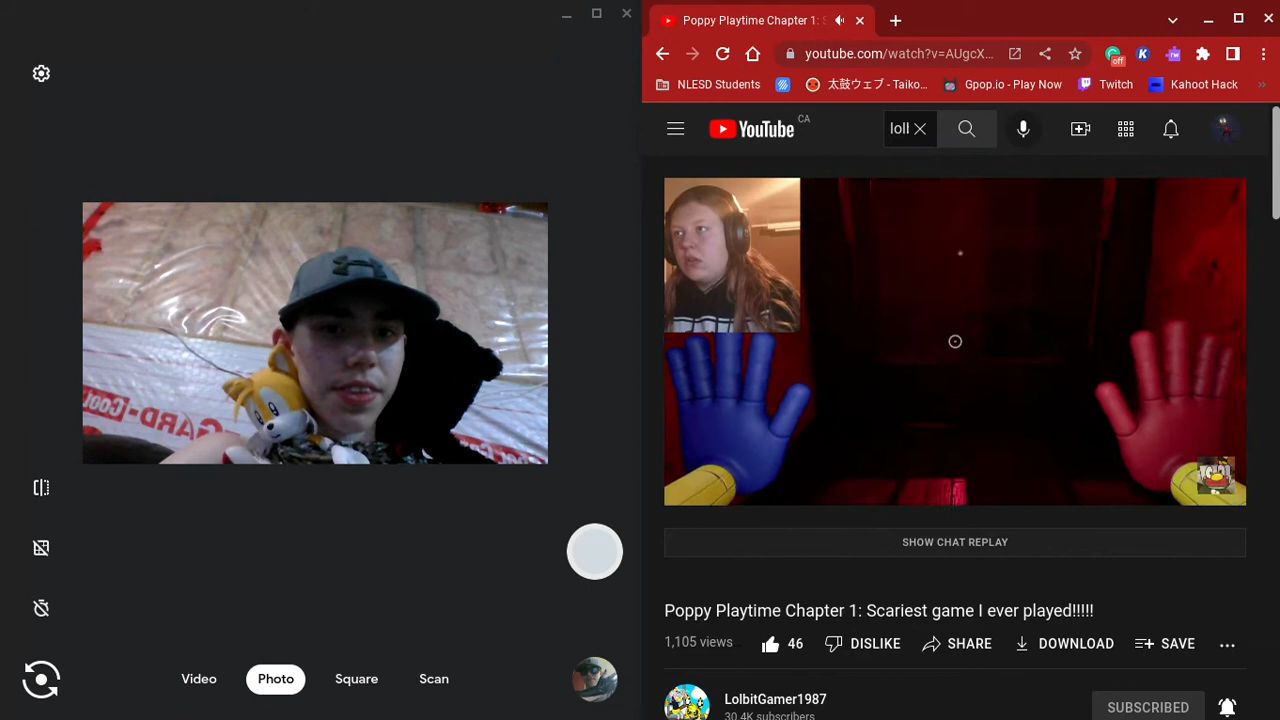 Poppy Playtime Chapter 1: S
youtube.com/watch?v=AUgcX...
off
NLESD Students
太鼓ウェブ - Taiko...
Gpop.io - Play Now
Twitch
Kahoot Hack
»
YouTube CA
loll
GARD
SHOW CHAT REPLAY
Poppy Playtime Chapter 1: Scariest game I ever played!!!!!
1,105 views
46
DISLIKE
SHARE
DOWNLOAD
SAVE
LolbitGamer1987
30.4K subscribers
SUBSCRIBED
Video
Photo
Square
Scan